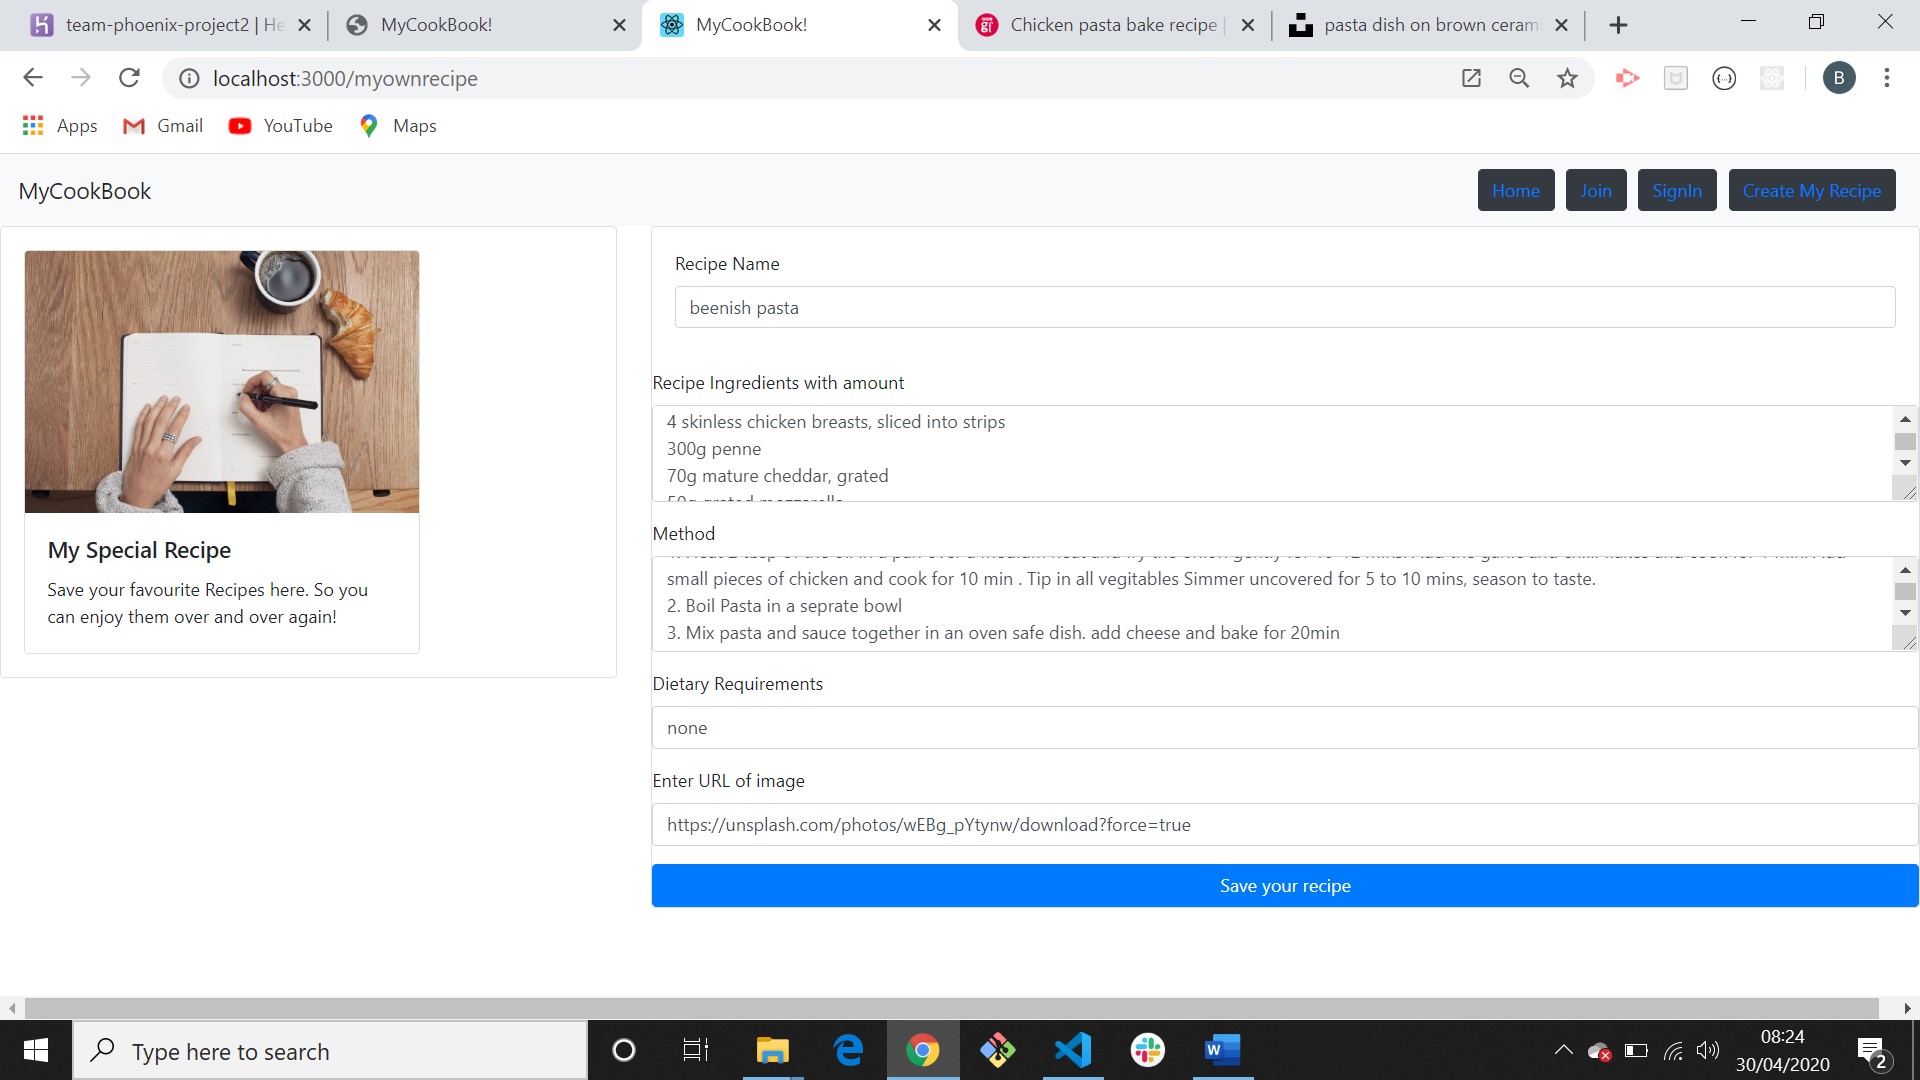 team-phoenix-project2 | He
MyCookBook!
MyCookBook!
Chicken pasta bake recipe |
pasta dish on brown cerami
localhost:3000/myownrecipe
B
Apps
Gmail
YouTube
Maps
MyCookBook
Home
Join
SignIn
Create My Recipe
My Special Recipe
Save your favourite Recipes here. So you
can enjoy them over and over again!
Recipe Name
beenish pasta
Recipe Ingredients with amount
4 skinless chicken breasts, sliced into strips
300g penne
70g mature cheddar, grated
50g grated mozzarella
Method
small pieces of chicken and cook for 10 min . Tip in all vegitables Simmer uncovered for 5 to 10 mins, season to taste.
2. Boil Pasta in a seprate bowl
3. Mix pasta and sauce together in an oven safe dish. add cheese and bake for 20min
Dietary Requirements
none
Enter URL of image
https://unsplash.com/photos/wEBg_pYtynw/download?force=true
Save your recipe
Type here to search
08:24
30/04/2020
2